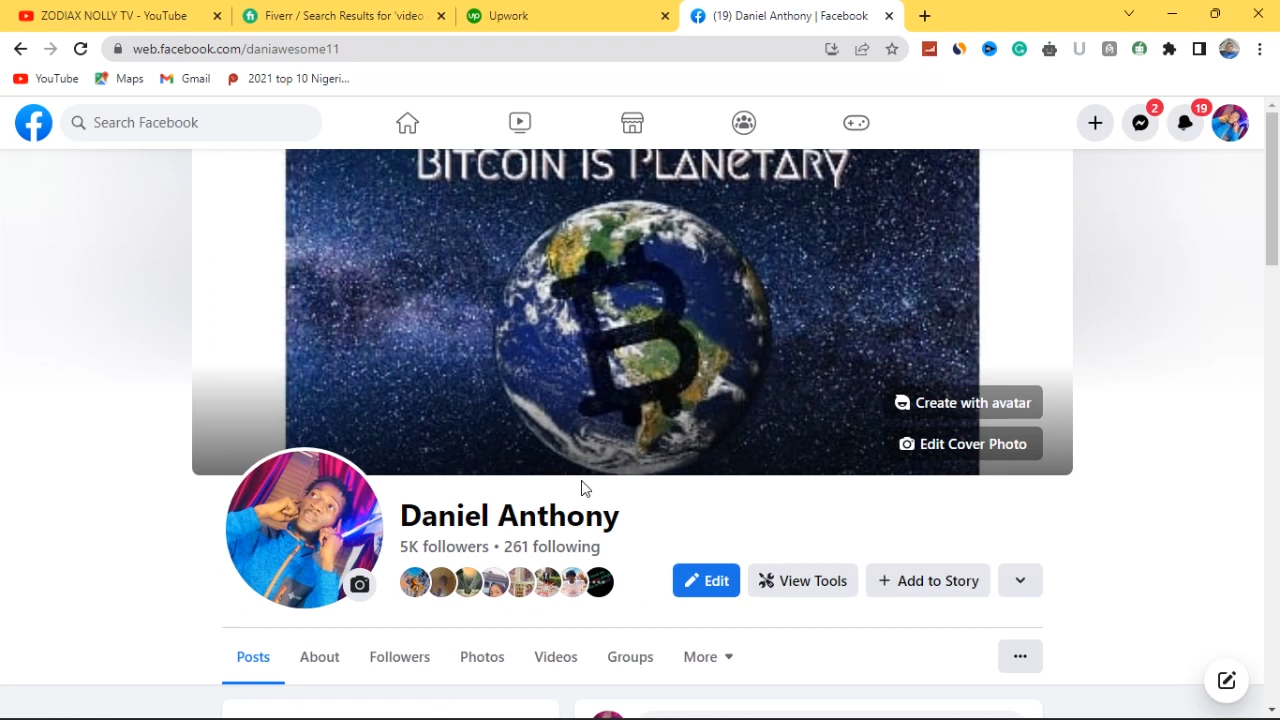 ZODIAX NOLLY TV - YouTube
Fiverr / Search Results for 'video
Upwork
(19) Daniel Anthony | Facebook
web.facebook.com/daniawesome11
YouTube
Maps
Gmail
2021 top 10 Nigeri...
Search Facebook
2
19
BITCOIN IS PLANETARY
Create with avatar
Edit Cover Photo
Daniel Anthony
5K followers • 261 following
Edit
View Tools
+ Add to Story
Posts
About
Followers
Photos
Videos
Groups
More